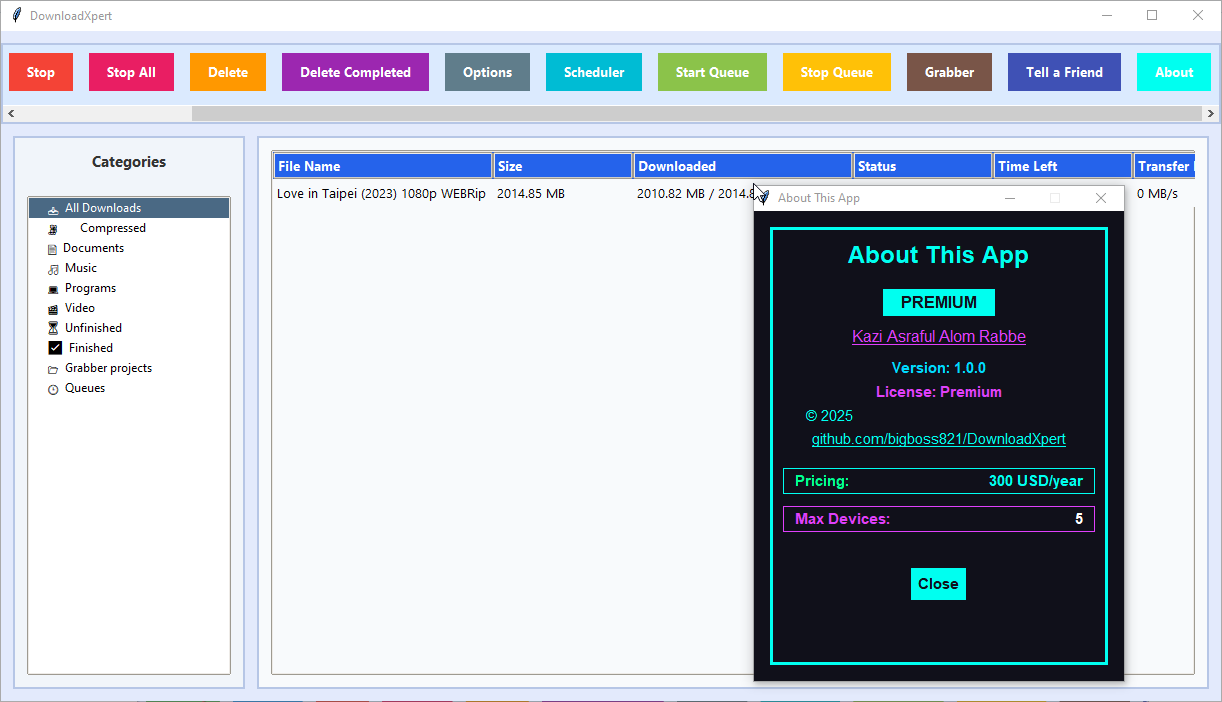 DownloadXpert
Stop
Stop All
Delete
Delete Completed
Options
Scheduler
Start Queue
Stop Queue
Grabber
Tell a Friend
About
Categories
All Downloads
Compressed
Documents
Music
Programs
Video
Unfinished
Finished
Grabber projects
Queues
File Name Size Downloaded Status Time Left Transfer
Love in Taipei (2023) 1080p WEBRip 2014.85 MB 2010.82 MB / 2014.8 0 MB/s
About This App
About This App
PREMIUM
Kazi Asraful Alom Rabbe
Version: 1.0.0
License: Premium
© 2025
github.com/bigboss821/DownloadXpert
Pricing: 300 USD/year
Max Devices: 5
Close